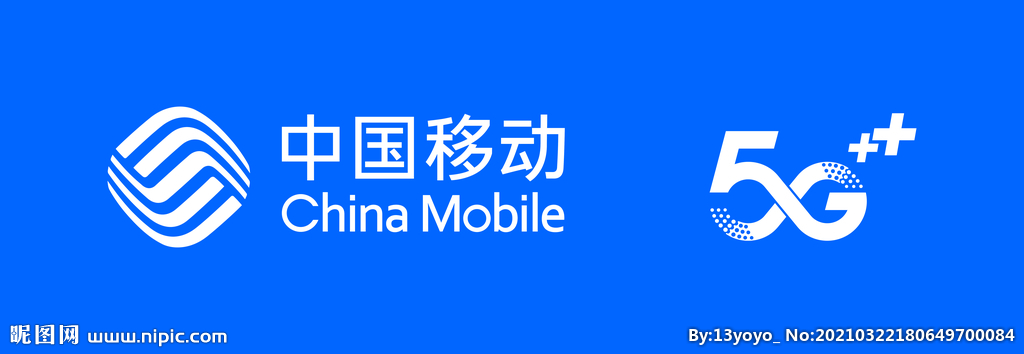 中国移动
China Mobile
5G++
昵图网 www.nipic.com
By:13yoyo_ No:20210322180649700084